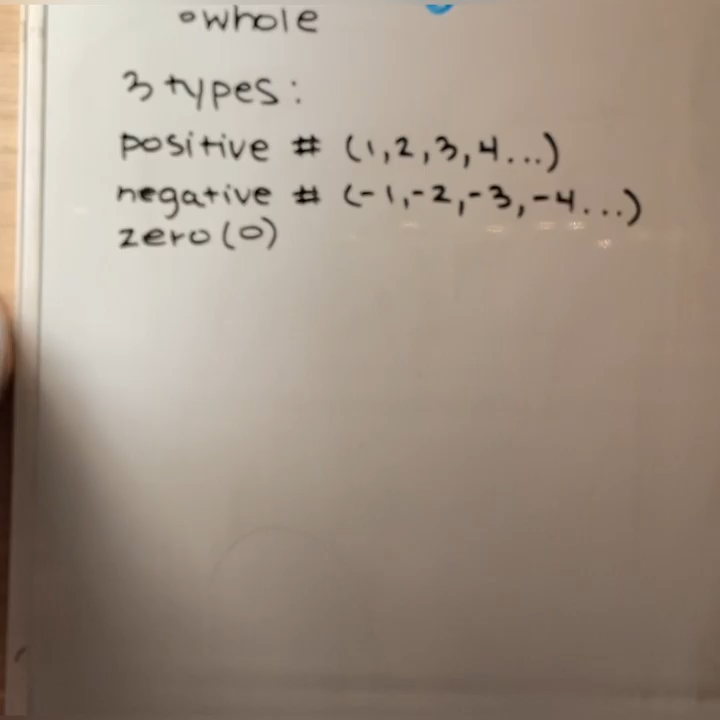 ◦whole
3 types:
positive # (1,2,3,4...)
negative # (-1,-2,-3,-4...)
zero (0)